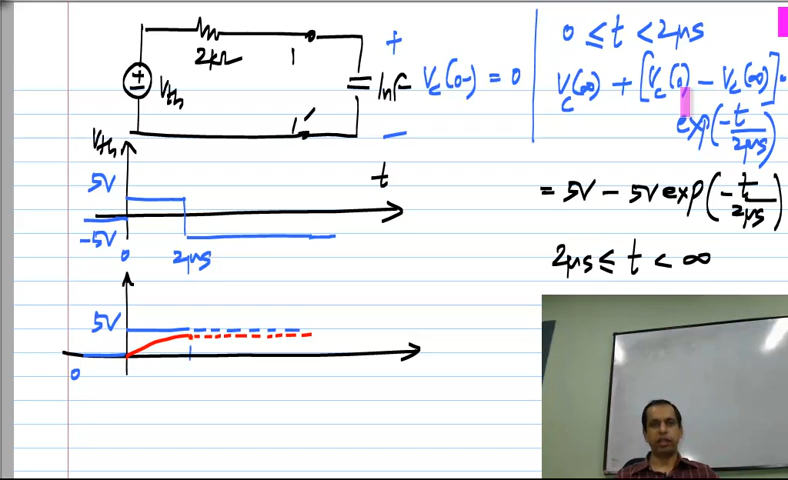 2kΩ
1
Vth
1nF
+
Vc(0-) = 0
-
1'
Vth
5V
t
-5V
0
2μs
5V
0
0 ≤ t < 2μs
Vc(∞) + [Vc(0) - Vc(∞)].
exp(-t/2μs)
= 5V - 5V exp(-t/2μs)
2μs ≤ t < ∞